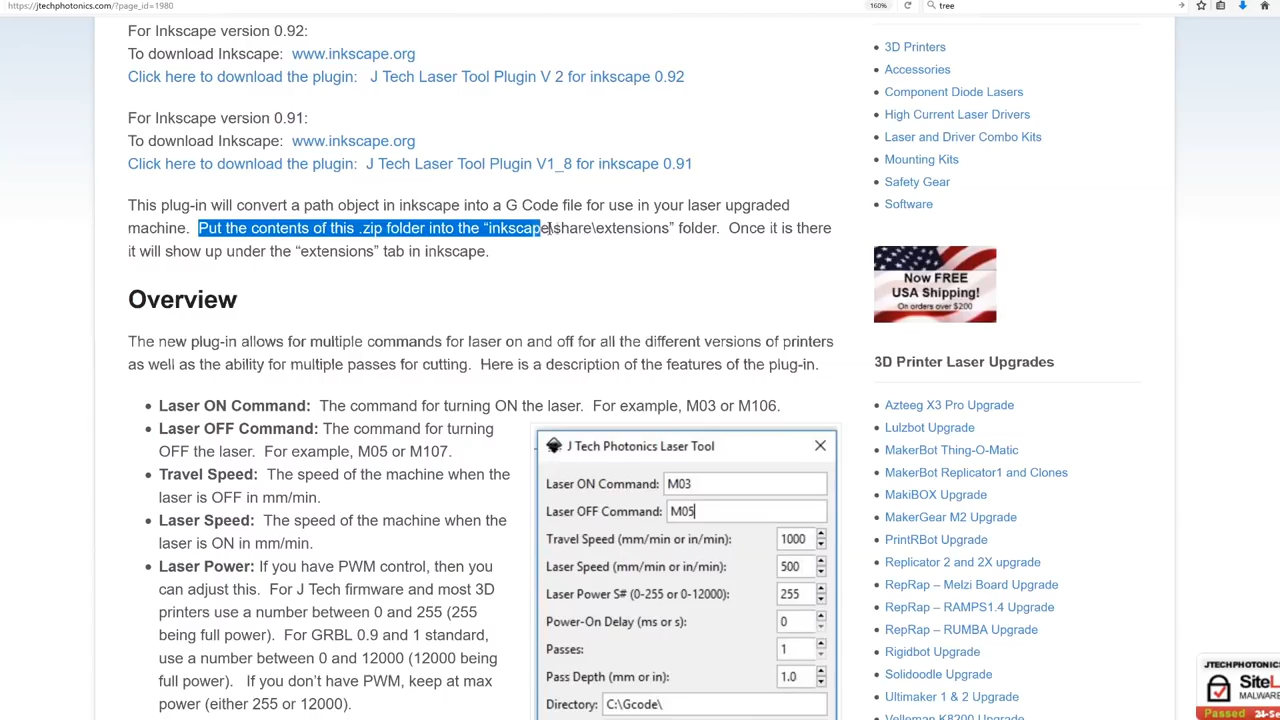 https://jtechphotonics.com/?page_id=1980
160%
tree
For Inkscape version 0.92:
To download Inkscape: www.inkscape.org
Click here to download the plugin: J Tech Laser Tool Plugin V 2 for inkscape 0.92
For Inkscape version 0.91:
To download Inkscape: www.inkscape.org
Click here to download the plugin: J Tech Laser Tool Plugin V1_8 for inkscape 0.91
This plug-in will convert a path object in inkscape into a G Code file for use in your laser upgraded
machine. Put the contents of this .zip folder into the “inkscape\share\extensions” folder. Once it is there
it will show up under the “extensions” tab in inkscape.
Overview
The new plug-in allows for multiple commands for laser on and off for all the different versions of printers
as well as the ability for multiple passes for cutting. Here is a description of the features of the plug-in.
• Laser ON Command: The command for turning ON the laser. For example, M03 or M106.
• Laser OFF Command: The command for turning
OFF the laser. For example, M05 or M107.
• Travel Speed: The speed of the machine when the
laser is OFF in mm/min.
• Laser Speed: The speed of the machine when the
laser is ON in mm/min.
• Laser Power: If you have PWM control, then you
can adjust this. For J Tech firmware and most 3D
printers use a number between 0 and 255 (255
being full power). For GRBL 0.9 and 1 standard,
use a number between 0 and 12000 (12000 being
full power). If you don’t have PWM, keep at max
power (either 255 or 12000).
J Tech Photonics Laser Tool
Laser ON Command: M03
Laser OFF Command: M05
Travel Speed (mm/min or in/min): 1000
Laser Speed (mm/min or in/min): 500
Laser Power S# (0-255 or 0-12000): 255
Power-On Delay (ms or s): 0
Passes: 1
Pass Depth (mm or in): 1.0
Directory: C:\Gcode\
• 3D Printers
• Accessories
• Component Diode Lasers
• High Current Laser Drivers
• Laser and Driver Combo Kits
• Mounting Kits
• Safety Gear
• Software
Now FREE
USA Shipping!
On orders over $200
3D Printer Laser Upgrades
• Azteeg X3 Pro Upgrade
• Lulzbot Upgrade
• MakerBot Thing-O-Matic
• MakerBot Replicator1 and Clones
• MakiBOX Upgrade
• MakerGear M2 Upgrade
• PrintRBot Upgrade
• Replicator 2 and 2X upgrade
• RepRap – Melzi Board Upgrade
• RepRap – RAMPS1.4 Upgrade
• RepRap – RUMBA Upgrade
• Rigidbot Upgrade
• Solidoodle Upgrade
• Ultimaker 1 & 2 Upgrade
• Velleman K8200 Upgrade
JTECHPHOTONICS
SiteL
MALWARE
Passed